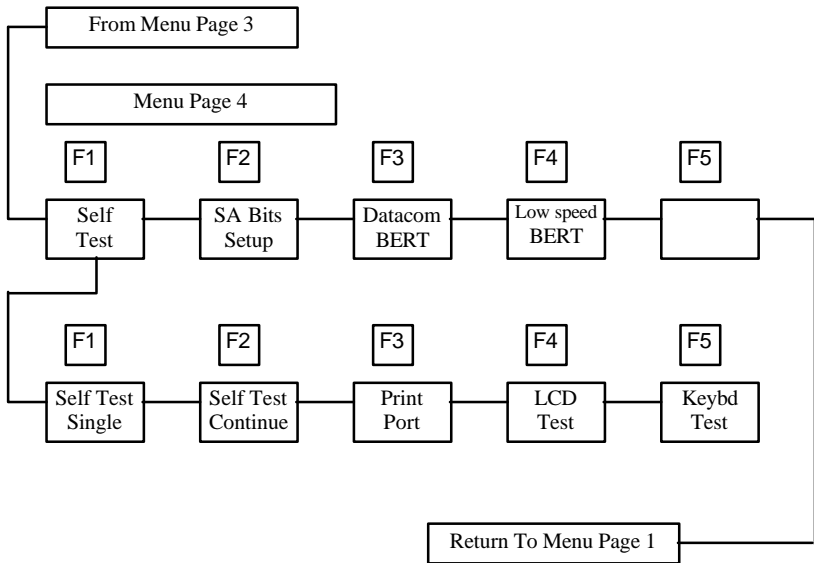 From Menu Page 3
Menu Page 4
F1 F2 F3 F4 F5
Self Test
SA Bits Setup
Datacom BERT
Low speed BERT
F1 F2 F3 F4 F5
Self Test Single
Self Test Continue
Print Port
LCD Test
Keybd Test
Return To Menu Page 1